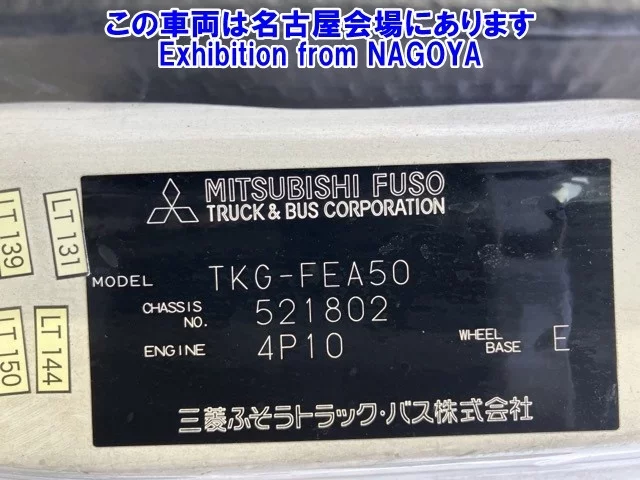 この車両は名古屋会場にあります
Exhibition from NAGOYA
MITSUBISHI FUSO
TRUCK & BUS CORPORATION
LT 139
LT 131
MODEL TKG-FEA50
CHASSIS NO. 521802
LT 150
LT 144
ENGINE 4P10
WHEEL BASE E
三菱ふそうトラック・バス株式会社